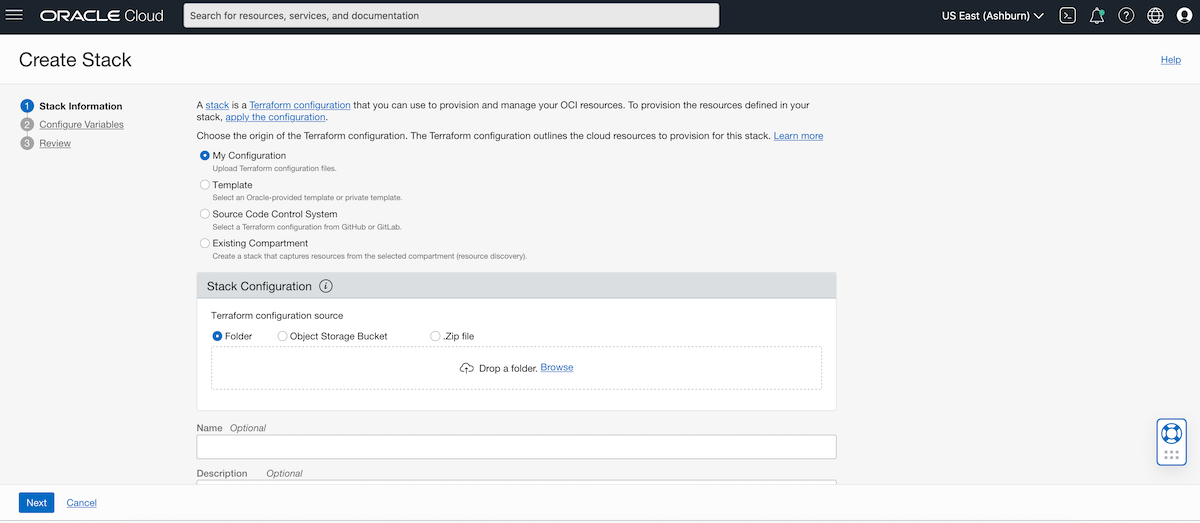 ORACLE Cloud
Search for resources, services, and documentation
US East (Ashburn)
Create Stack
Help
1 Stack Information
2 Configure Variables
3 Review
A stack is a Terraform configuration that you can use to provision and manage your OCI resources. To provision the resources defined in your
stack, apply the configuration.
Choose the origin of the Terraform configuration. The Terraform configuration outlines the cloud resources to provision for this stack. Learn more
My Configuration
Upload Terraform configuration files.
Template
Select an Oracle-provided template or private template.
Source Code Control System
Select a Terraform configuration from GitHub or GitLab.
Existing Compartment
Create a stack that captures resources from the selected compartment (resource discovery).
Stack Configuration i
Terraform configuration source
Folder Object Storage Bucket .Zip file
Drop a folder. Browse
Name Optional
Description Optional
Next Cancel